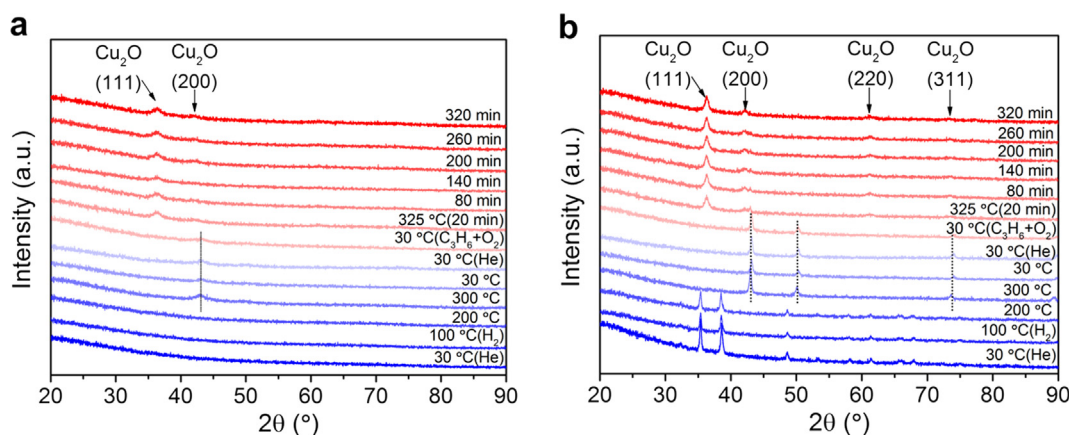 a
Cu₂O Cu₂O
(111) (200)
320 min
260 min
200 min
140 min
80 min
325 °C(20 min)
30 °C(C₃H₆+O₂)
30 °C(He)
30 °C
300 °C
200 °C
100 °C(H₂)
30 °C(He)
Intensity (a.u.)
20 30 40 50 60 70 80 90
2θ (°)
b
Cu₂O Cu₂O Cu₂O Cu₂O
(111) (200) (220) (311)
320 min
260 min
200 min
140 min
80 min
325 °C(20 min)
30 °C(C₃H₆+O₂)
30 °C(He)
30 °C
300 °C
200 °C
100 °C(H₂)
30 °C(He)
Intensity (a.u.)
20 30 40 50 60 70 80 90
2θ (°)